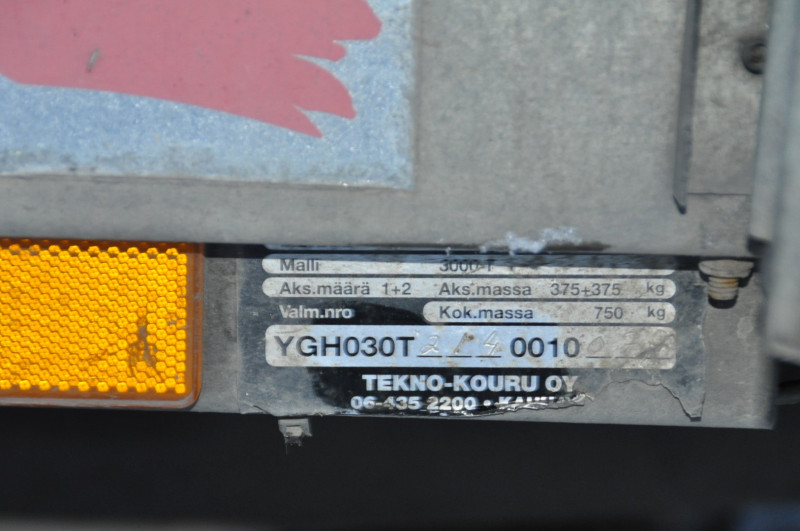 Malli 3000-T
Aks.määrä 1+2 Aks.massa 375+375 kg
Valm.nro Kok.massa 750 kg
YGH030T 0010
TEKNO-KOURU OY
06-435 2200 •